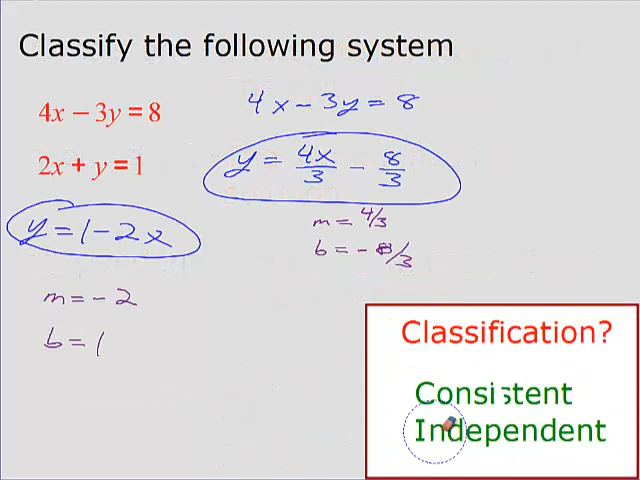 Classify the following system
4x − 3y = 8
2x + y = 1
y = 1 − 2x
m = − 2
b = 1
4x − 3y = 8
y = 4x/3 − 8/3
m = 4/3
b = − 8/3
Classification?
Consistent
Independent